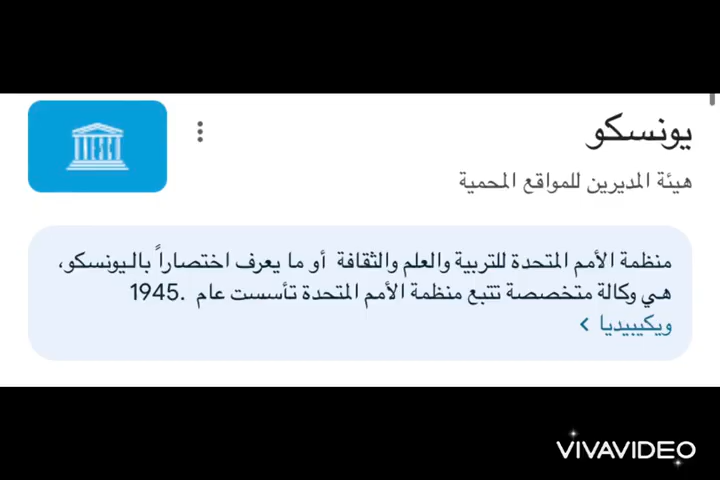 يونسكو
هيئة المديرين للمواقع المحمية
منظمة الأمم المتحدة للتربية والعلم والثقافة أو ما يعرف اختصاراً باليونسكو،
هي وكالة متخصصة تتبع منظمة الأمم المتحدة تأسست عام .1945
ويكيبيديا
VIVAVIDEO